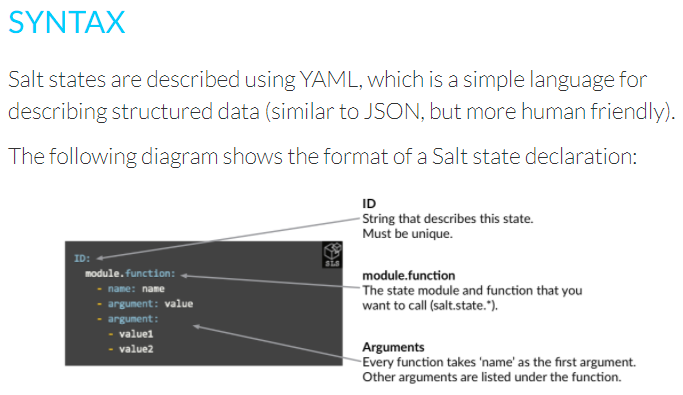 SYNTAX
Salt states are described using YAML, which is a simple language for
describing structured data (similar to JSON, but more human friendly).
The following diagram shows the format of a Salt state declaration:
ID
String that describes this state.
Must be unique.
ID:
module.function:
- name: name
- argument: value
- argument:
- value1
- value2
SLS
module.function
The state module and function that you
want to call (salt.state.*).
Arguments
Every function takes 'name' as the first argument.
Other arguments are listed under the function.